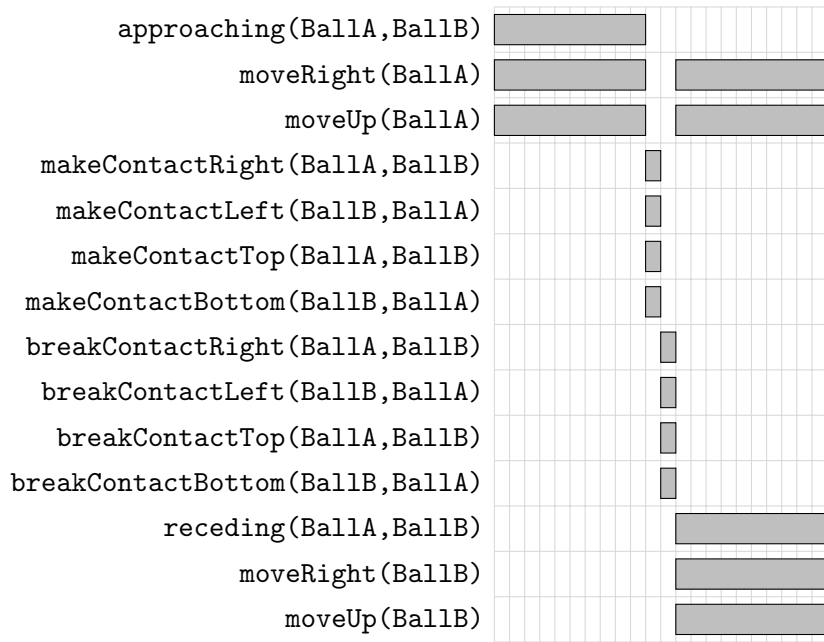 approaching(BallA,BallB)
moveRight(BallA)
moveUp(BallA)
makeContactRight(BallA,BallB)
makeContactLeft(BallB,BallA)
makeContactTop(BallA,BallB)
makeContactBottom(BallB,BallA)
breakContactRight(BallA,BallB)
breakContactLeft(BallB,BallA)
breakContactTop(BallA,BallB)
breakContactBottom(BallB,BallA)
receding(BallA,BallB)
moveRight(BallB)
moveUp(BallB)